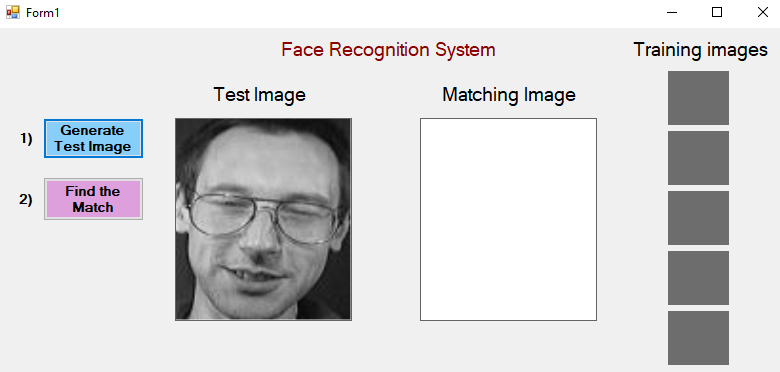 Form1
Face Recognition System
Training images
Test Image
Matching Image
1)
Generate
Test Image
2)
Find the
Match